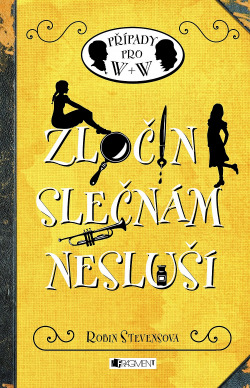 PŘÍPADY
PRO
W+W
ZLOČIN
SLEČNÁM
NESLUŠÍ
ROBIN STEVENSOVÁ
FRAGMENT